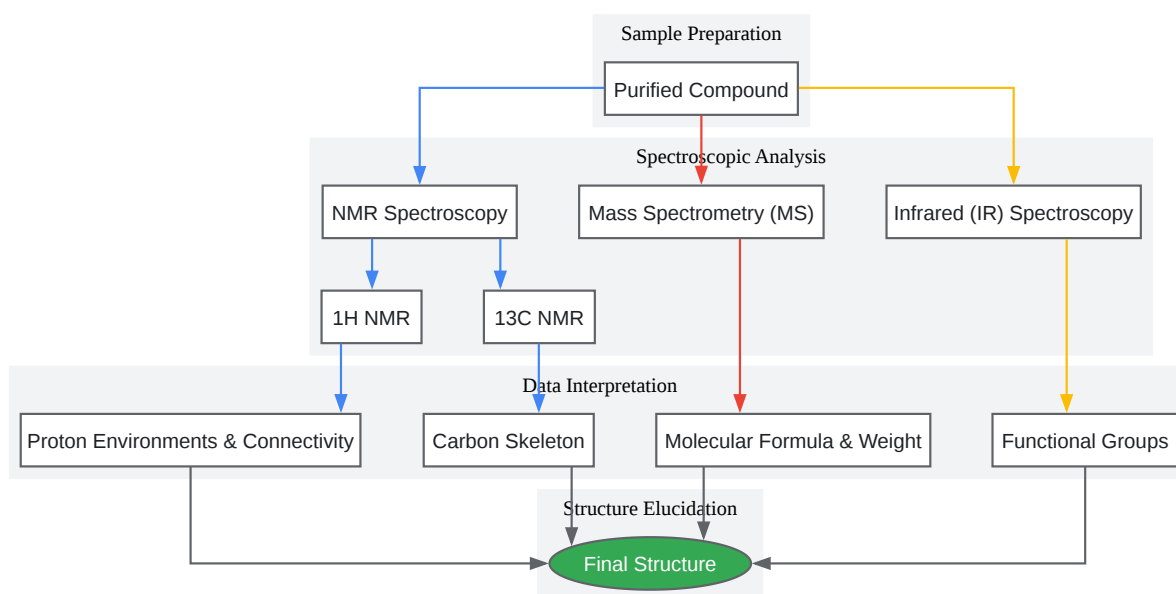 Sample Preparation
Purified Compound
Spectroscopic Analysis
NMR Spectroscopy
Mass Spectrometry (MS)
Infrared (IR) Spectroscopy
1H NMR
13C NMR
Data Interpretation
Proton Environments & Connectivity
Carbon Skeleton
Molecular Formula & Weight
Functional Groups
Structure Elucidation
Final Structure